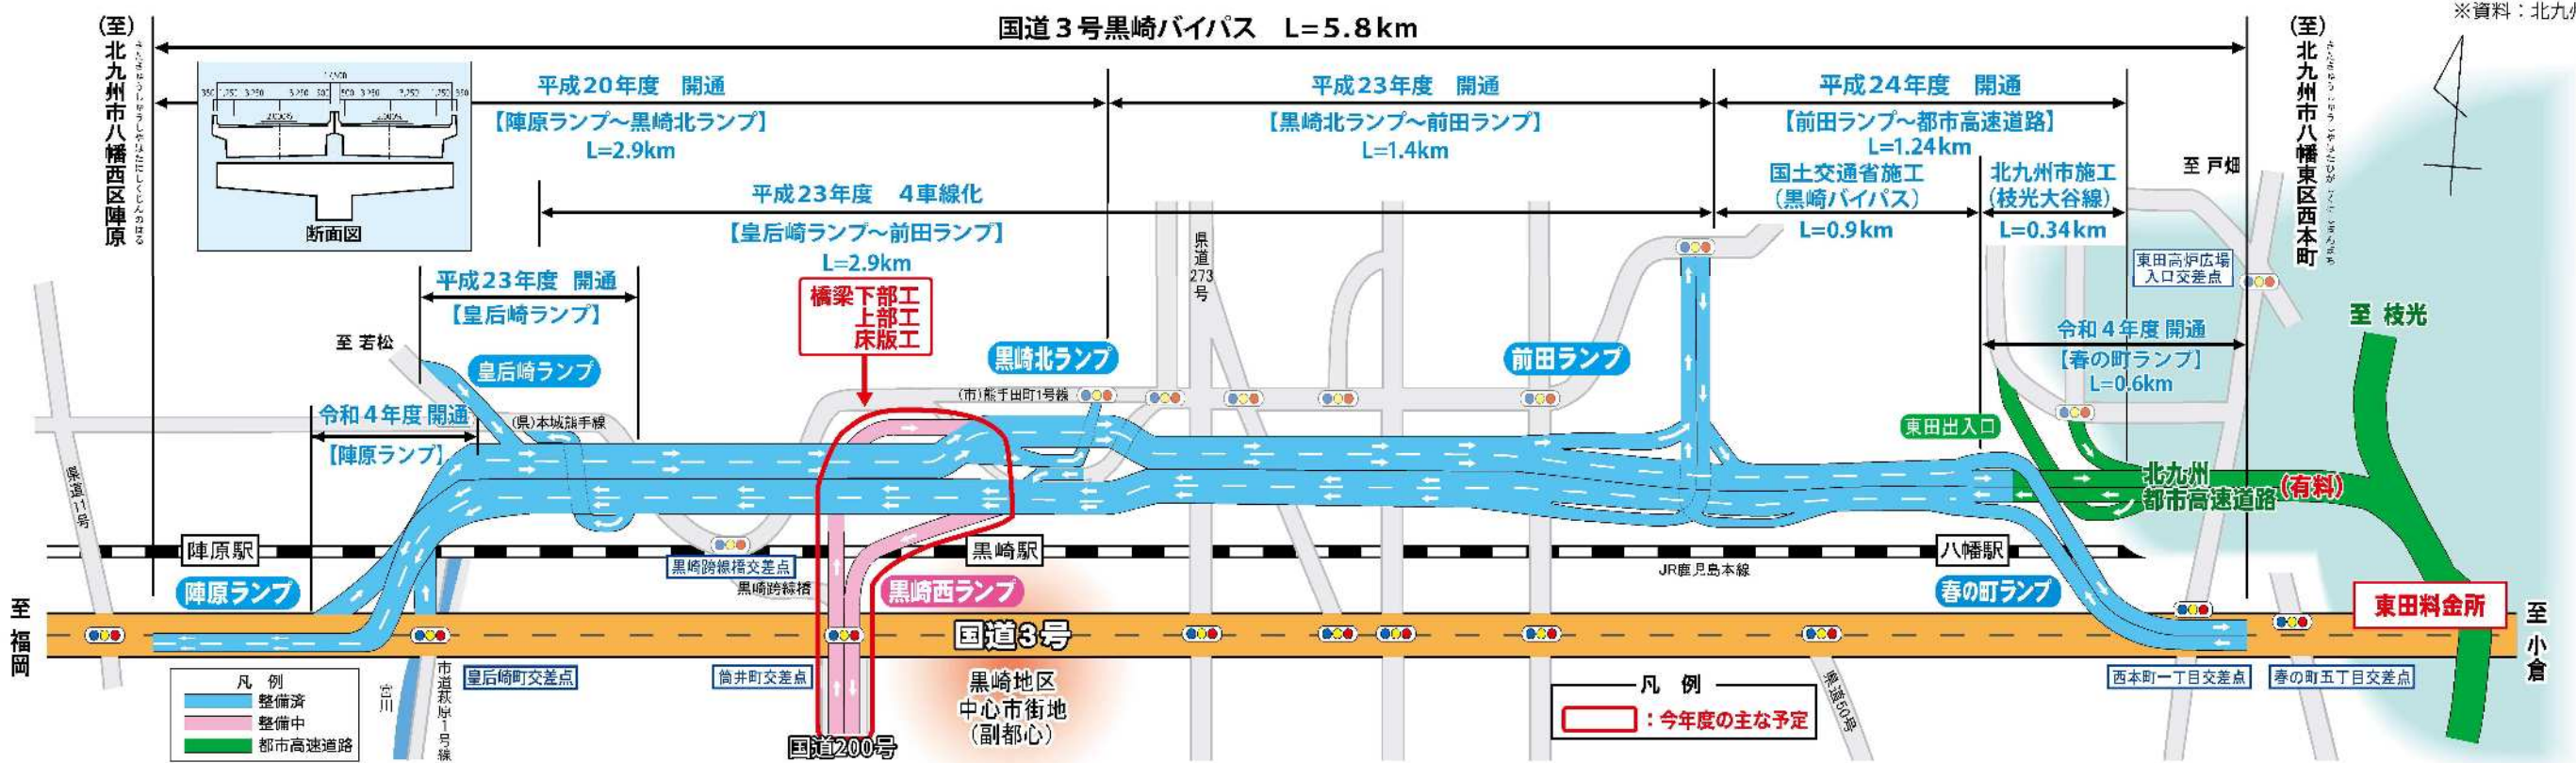 ※資料：北九州
国道３号黒崎バイパス　L=5.8km
(至)北九州市八幡西区陣原
(至)北九州市八幡東区西本町
平成20年度　開通
【陣原ランプ～黒崎北ランプ】
L=2.9km
平成23年度　開通
【黒崎北ランプ～前田ランプ】
L=1.4km
平成24年度　開通
【前田ランプ～都市高速道路】
L=1.24km
国土交通省施工
(黒崎バイパス)
L=0.9km
北九州市施工
(枝光大谷線)
L=0.34km
断面図
平成23年度　４車線化
【皇后崎ランプ～前田ランプ】
L=2.9km
平成23年度　開通
【皇后崎ランプ】
橋梁下部工
上部工
床版工
県道273号
至 戸畑
東田高炉広場
入口交差点
至 枝光
令和４年度 開通
【春の町ランプ】
L=0.6km
至 若松
皇后崎ランプ
黒崎北ランプ
前田ランプ
(市)熊手田町1号線
令和４年度 開通
【陣原ランプ】
(県)本城熊手線
東田出入口
北九州
都市高速道路
(有料)
県道11号
陣原駅
黒崎駅
八幡駅
黒崎跨線橋交差点
黒崎跨線橋
JR鹿児島本線
陣原ランプ
黒崎西ランプ
春の町ランプ
東田料金所
至 福岡
至 小倉
国道３号
皇后崎町交差点
筒井町交差点
西本町一丁目交差点
春の町五丁目交差点
市道萩原1号線
県道50号
黒崎地区
中心市街地
(副都心)
国道200号
凡　例
整備済
整備中
都市高速道路
凡　例
：今年度の主な予定